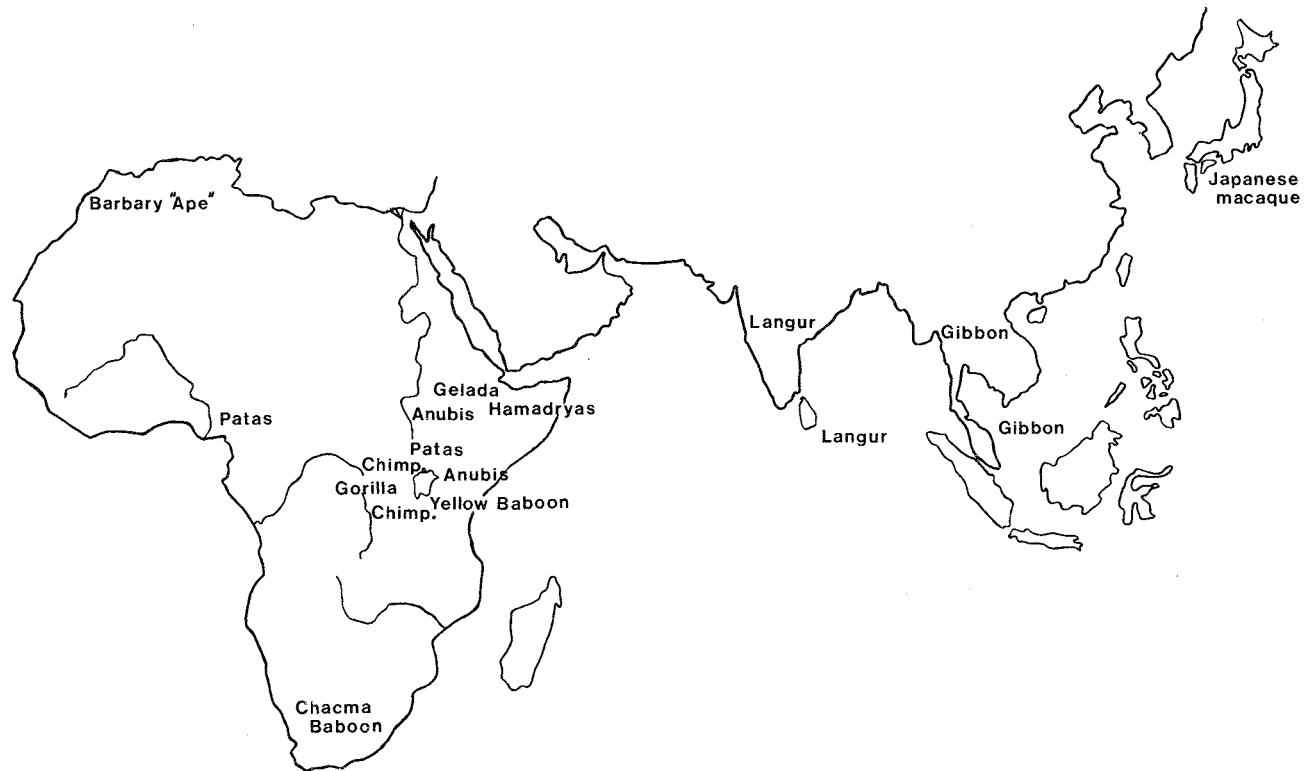 Japanese
macaque
Barbary "Ape"
Langur
Gibbon
Gelada
Hamadryas
Anubis
Patas
Langur
Gibbon
Patas
Chimp.
Anubis
Gorilla
Yellow Baboon
Chimp.
Chacma
Baboon